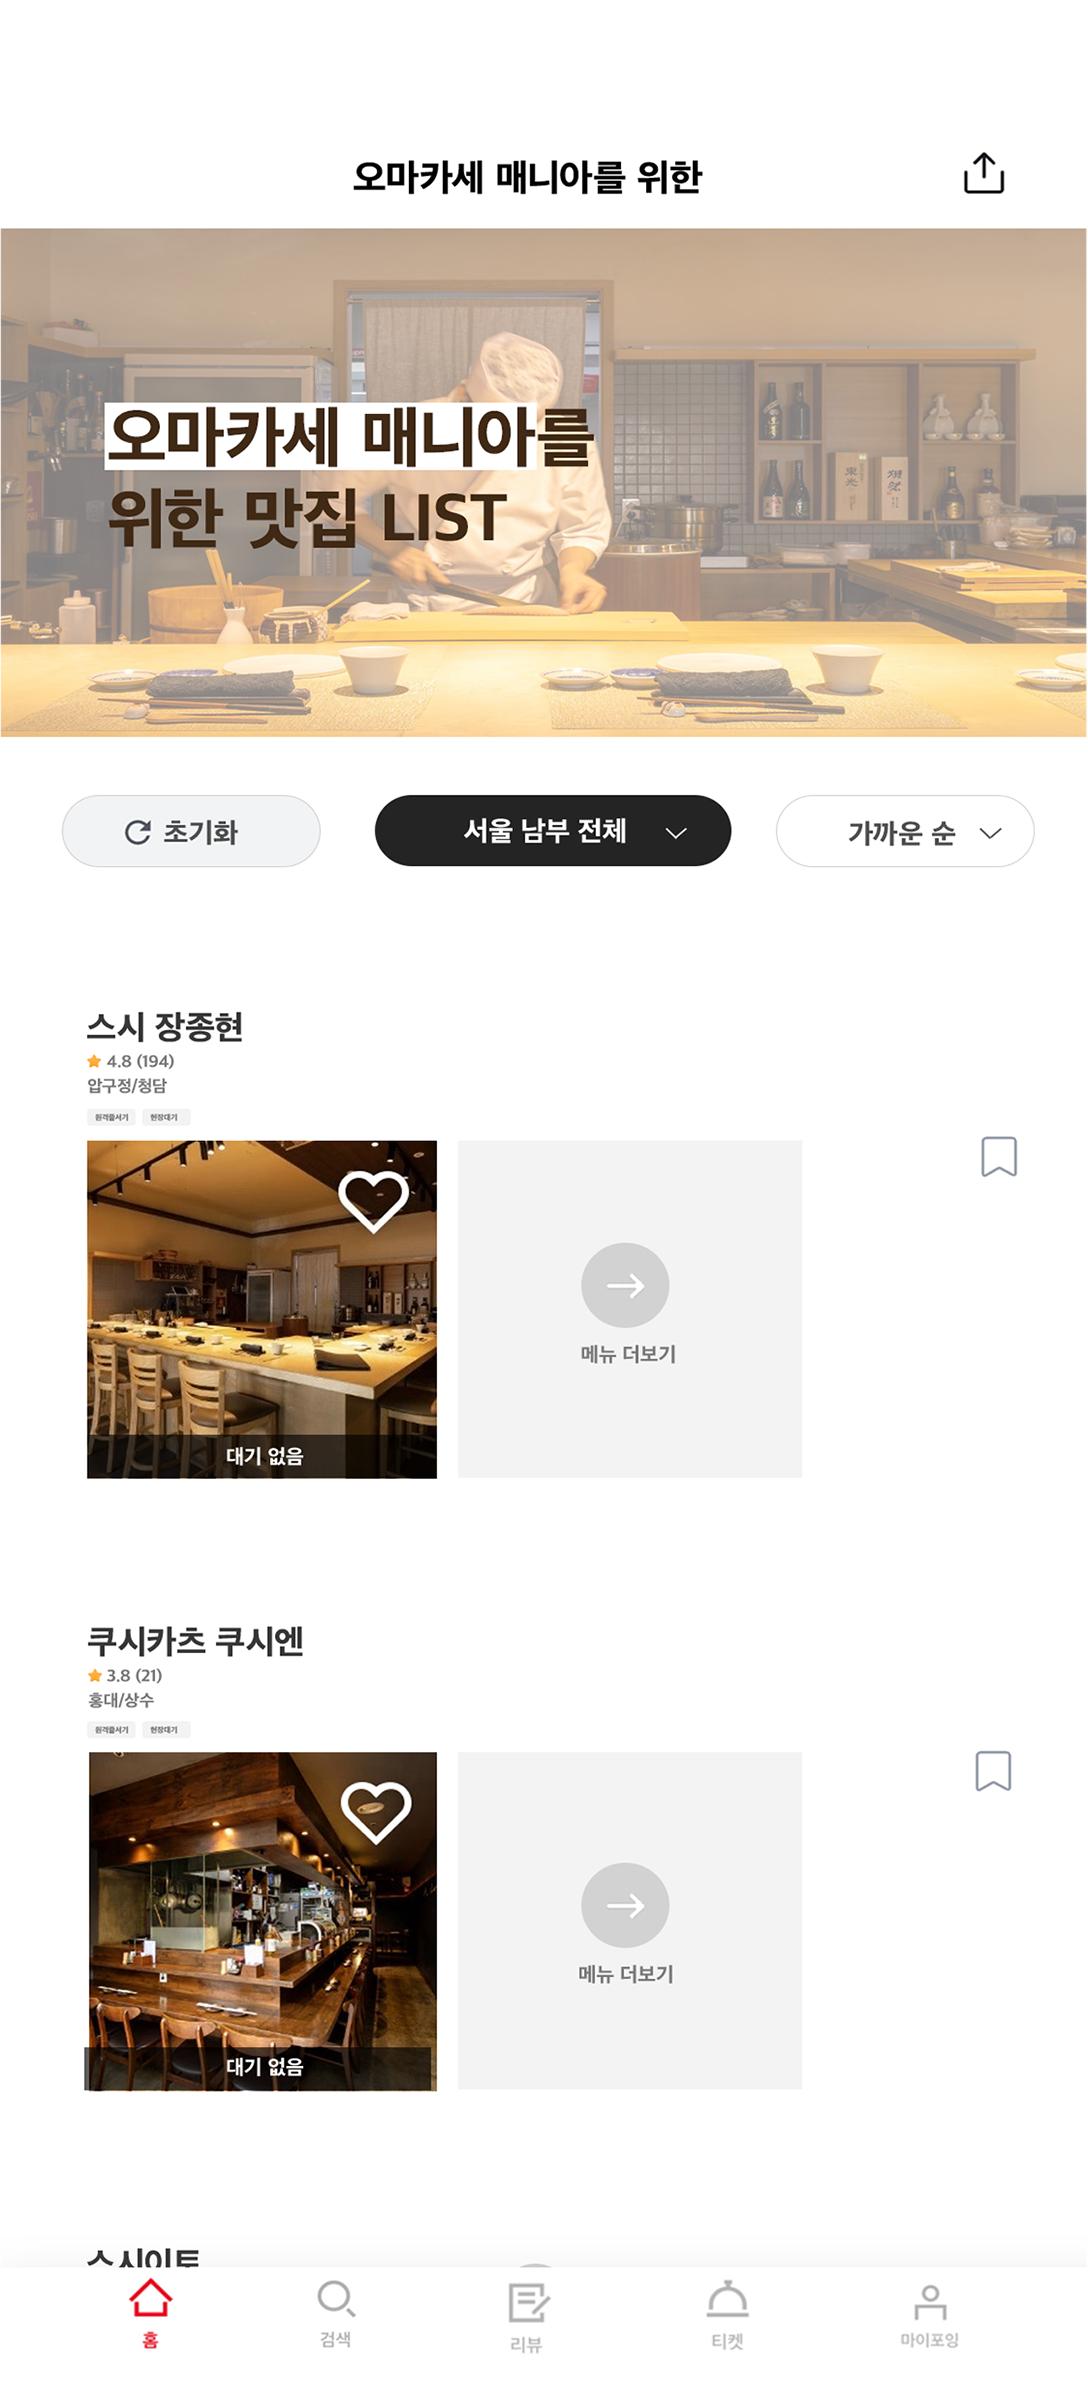 오마카세 매니아를 위한
오마카세 매니아를
위한 맛집 LIST
초기화
서울 남부 전체
가까운 순
스시 장종현
4.8 (194)
압구정/청담
원격줄서기 현장대기
메뉴 더보기
대기 없음
쿠시카츠 쿠시엔
3.8 (21)
홍대/상수
원격줄서기 현장대기
메뉴 더보기
대기 없음
스시이토
홈
검색
리뷰
티켓
마이포잉